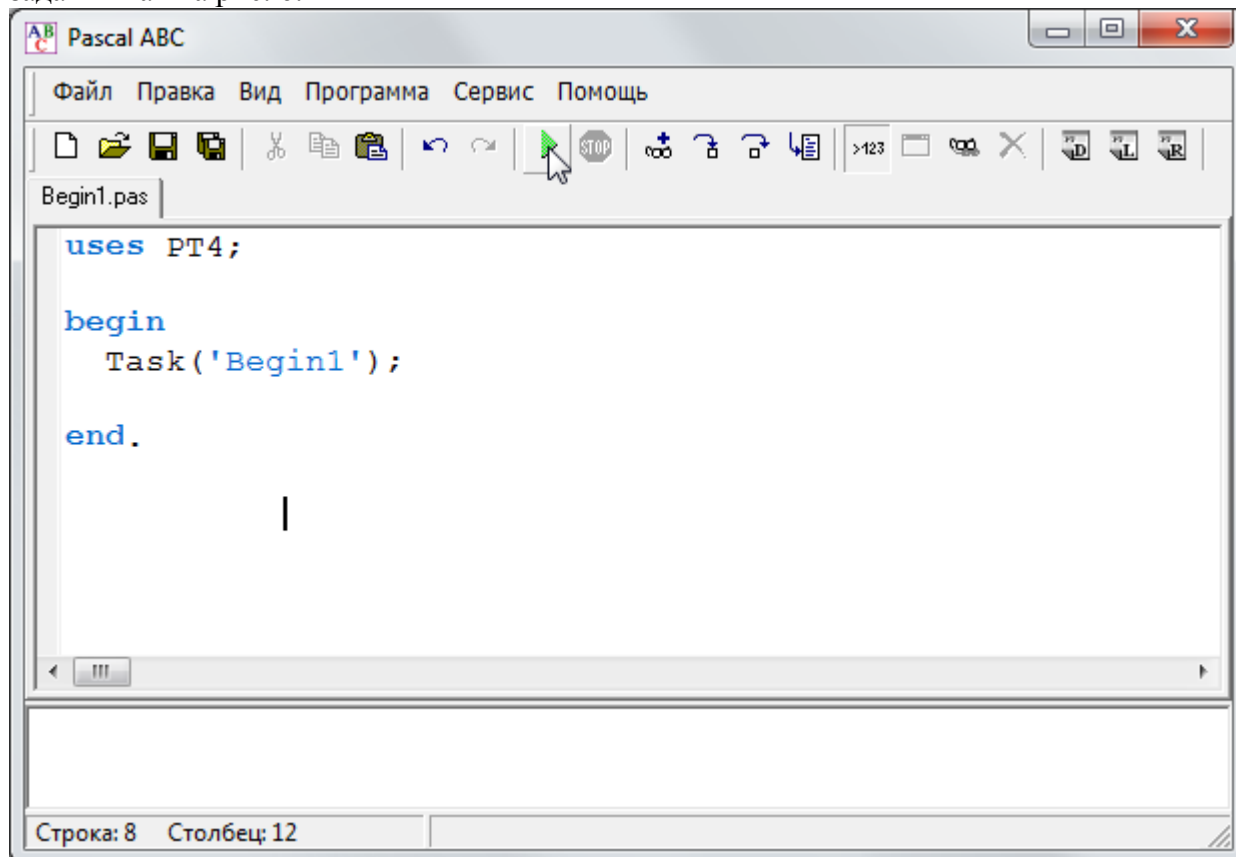 Pascal ABC
Файл Правка Вид Программа Сервис Помощь
Begin1.pas
uses PT4;
begin
Task('Begin1');
end.
Строка: 8 Столбец: 12